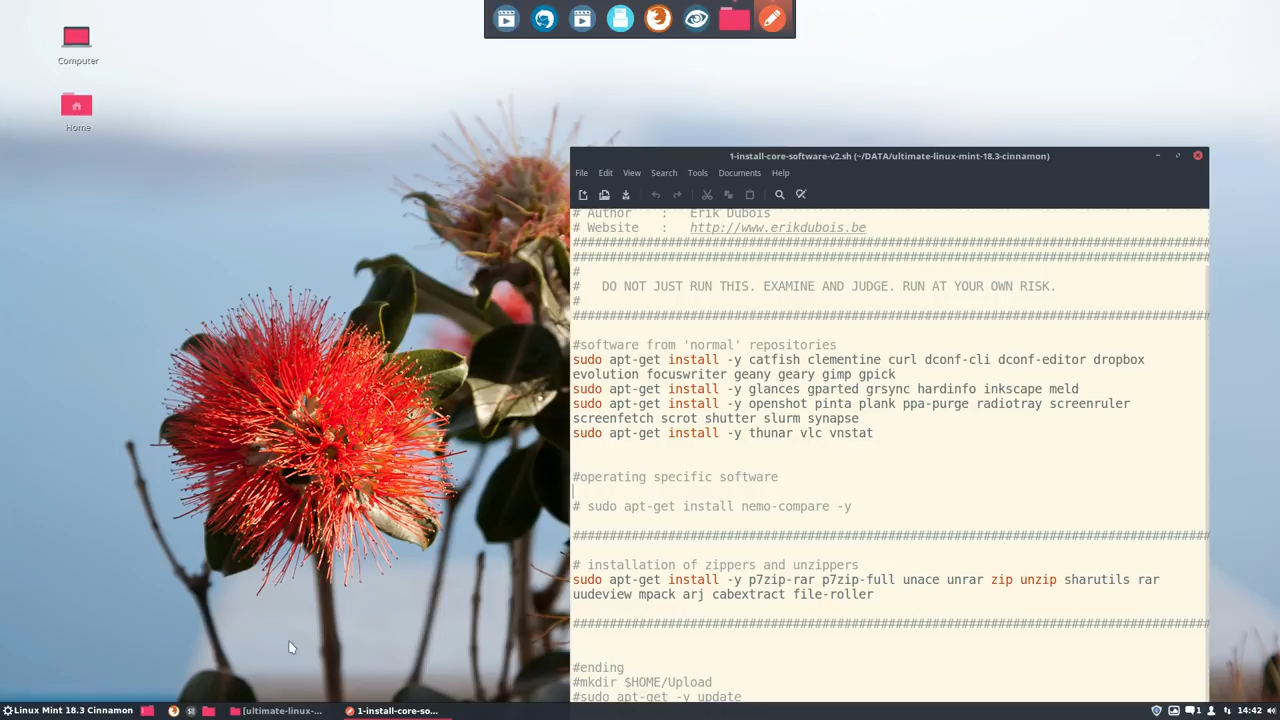 Computer
Home
1-install-core-software-v2.sh (~/DATA/ultimate-linux-mint-18.3-cinnamon)
File Edit View Search Tools Documents Help
# Author    :   Erik Dubois
# Website   :   http://www.erikdubois.be
#######################################################################################
#######################################################################################
#
#   DO NOT JUST RUN THIS. EXAMINE AND JUDGE. RUN AT YOUR OWN RISK.
#
#######################################################################################
#software from 'normal' repositories
sudo apt-get install -y catfish clementine curl dconf-cli dconf-editor dropbox
evolution focuswriter geany geary gimp gpick
sudo apt-get install -y glances gparted grsync hardinfo inkscape meld
sudo apt-get install -y openshot pinta plank ppa-purge radiotray screenruler
screenfetch scrot shutter slurm synapse
sudo apt-get install -y thunar vlc vnstat
#operating specific software
# sudo apt-get install nemo-compare -y
#######################################################################################
# installation of zippers and unzippers
sudo apt-get install -y p7zip-rar p7zip-full unace unrar zip unzip sharutils rar
uudeview mpack arj cabextract file-roller
#######################################################################################
#ending
#mkdir $HOME/Upload
#sudo apt-get -y update
Linux Mint 18.3 Cinnamon [ultimate-linux-... 1-install-core-so... 1 14:42